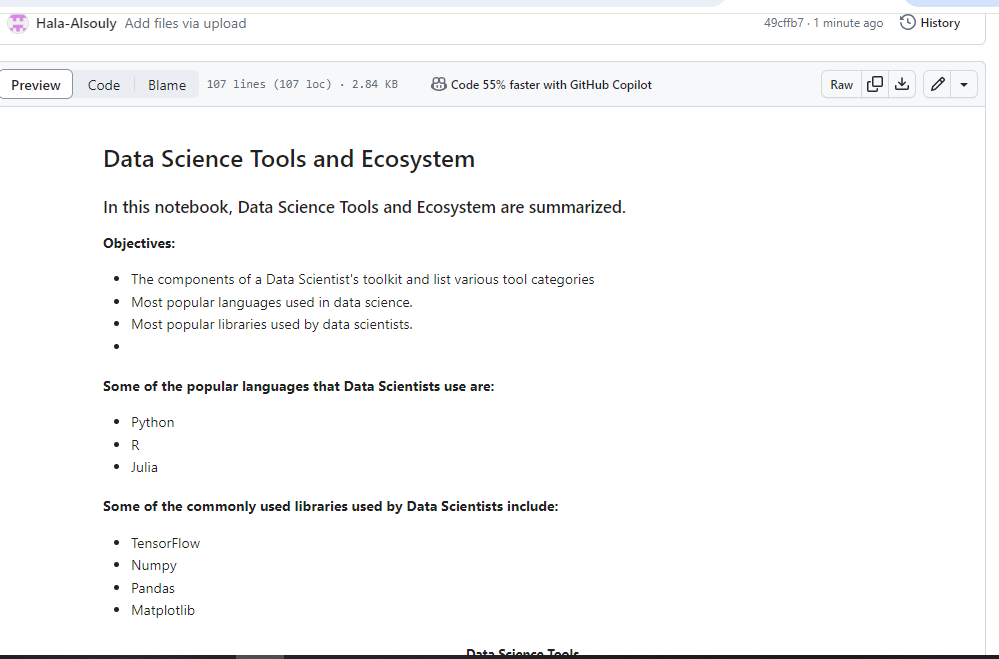 Hala-Alsouly Add files via upload 49cffb7 · 1 minute ago History
Preview Code Blame 107 lines (107 loc) · 2.84 KB Code 55% faster with GitHub Copilot Raw
Data Science Tools and Ecosystem
In this notebook, Data Science Tools and Ecosystem are summarized.
Objectives:
The components of a Data Scientist's toolkit and list various tool categories
Most popular languages used in data science.
Most popular libraries used by data scientists.
Some of the popular languages that Data Scientists use are:
Python
R
Julia
Some of the commonly used libraries used by Data Scientists include:
TensorFlow
Numpy
Pandas
Matplotlib
Data Science Tools